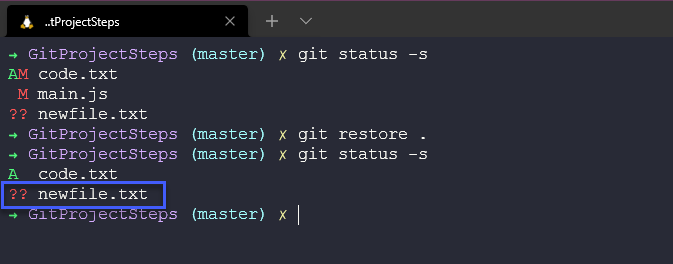 ..tProjectSteps
→ GitProjectSteps (master) ✗ git status -s
AM code.txt
 M main.js
?? newfile.txt
→ GitProjectSteps (master) ✗ git restore .
→ GitProjectSteps (master) ✗ git status -s
A  code.txt
?? newfile.txt
→ GitProjectSteps (master) ✗